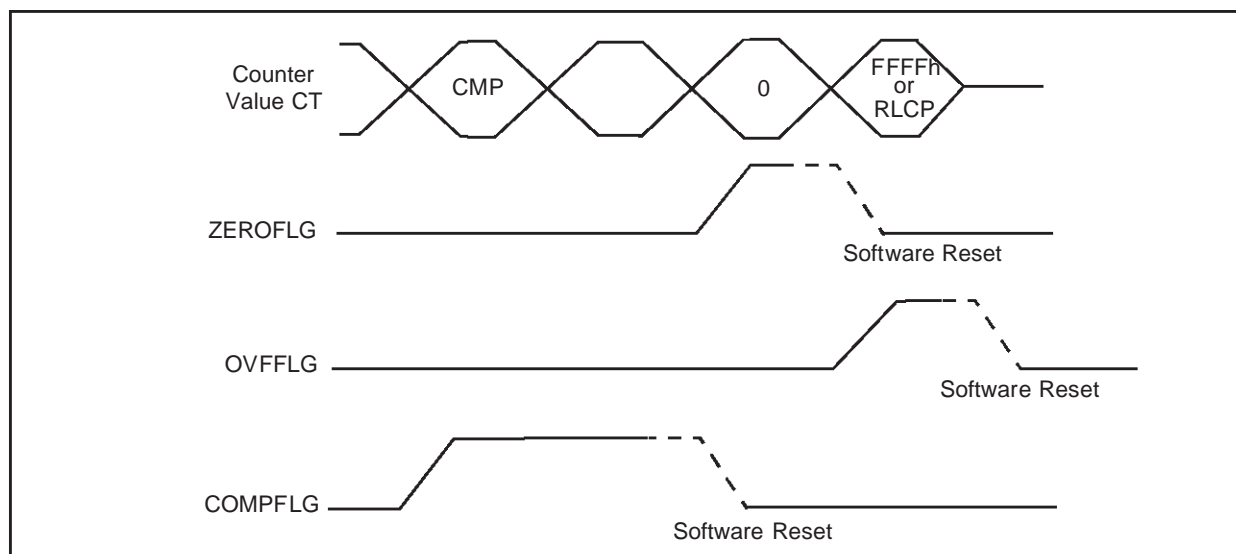 Counter
Value CT
CMP
0
FFFFh
or
RLCP
ZEROFLG
Software Reset
OVFFLG
Software Reset
COMPFLG
Software Reset